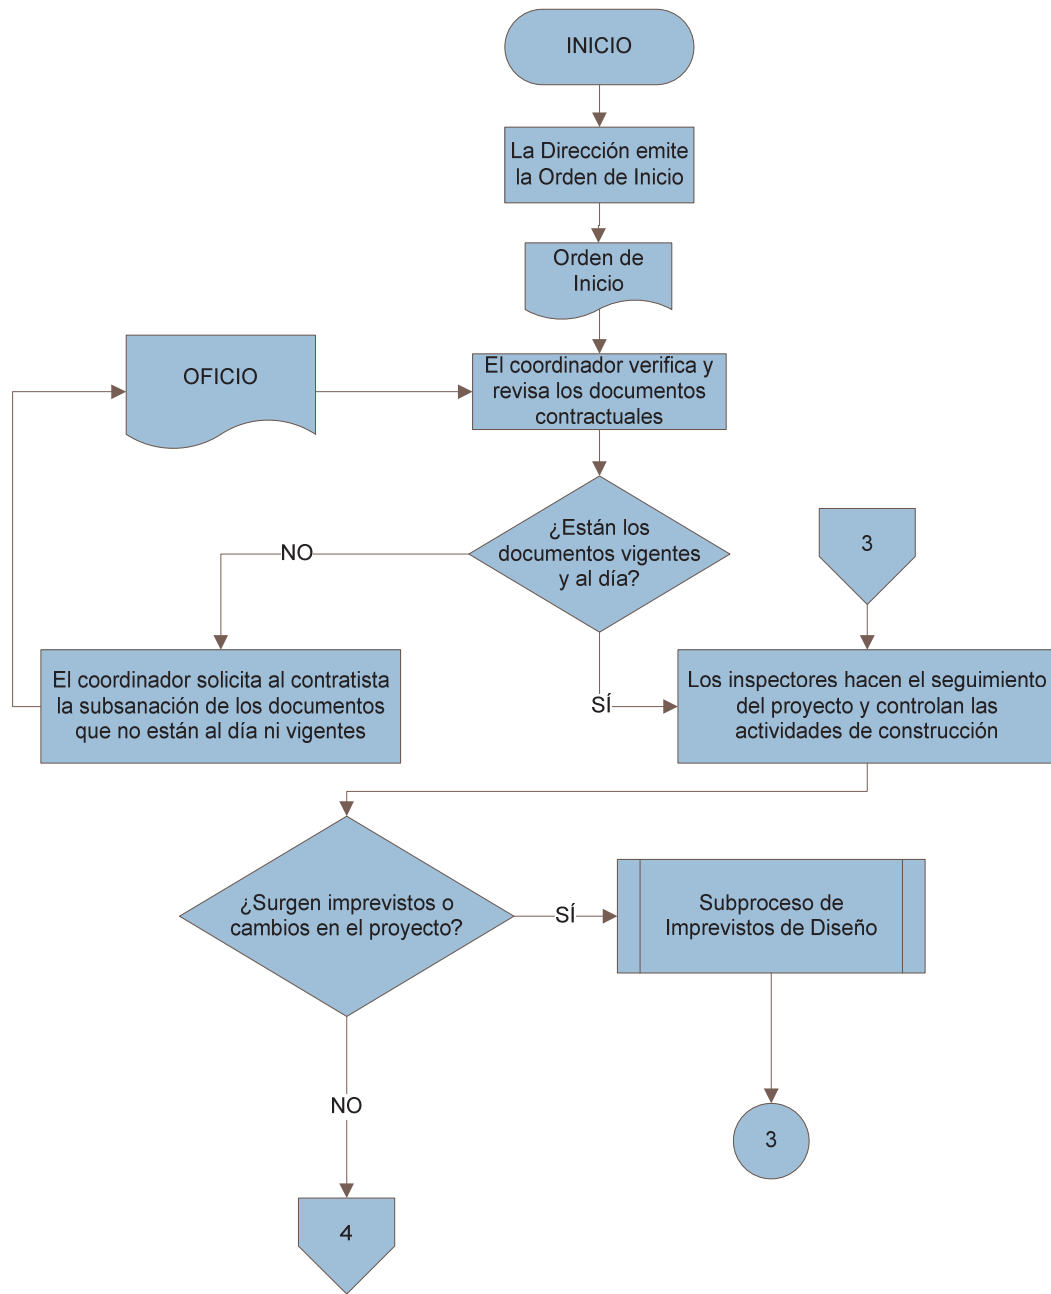 INICIO
La Dirección emite
la Orden de Inicio
Orden de
Inicio
OFICIO
El coordinador verifica y
revisa los documentos
contractuales
¿Están los
documentos vigentes
y al día?
NO
3
El coordinador solicita al contratista
la subsanación de los documentos
que no están al día ni vigentes
SÍ
Los inspectores hacen el seguimiento
del proyecto y controlan las
actividades de construcción
¿Surgen imprevistos o
cambios en el proyecto?
SÍ
Subproceso de
Imprevistos de Diseño
NO
3
4